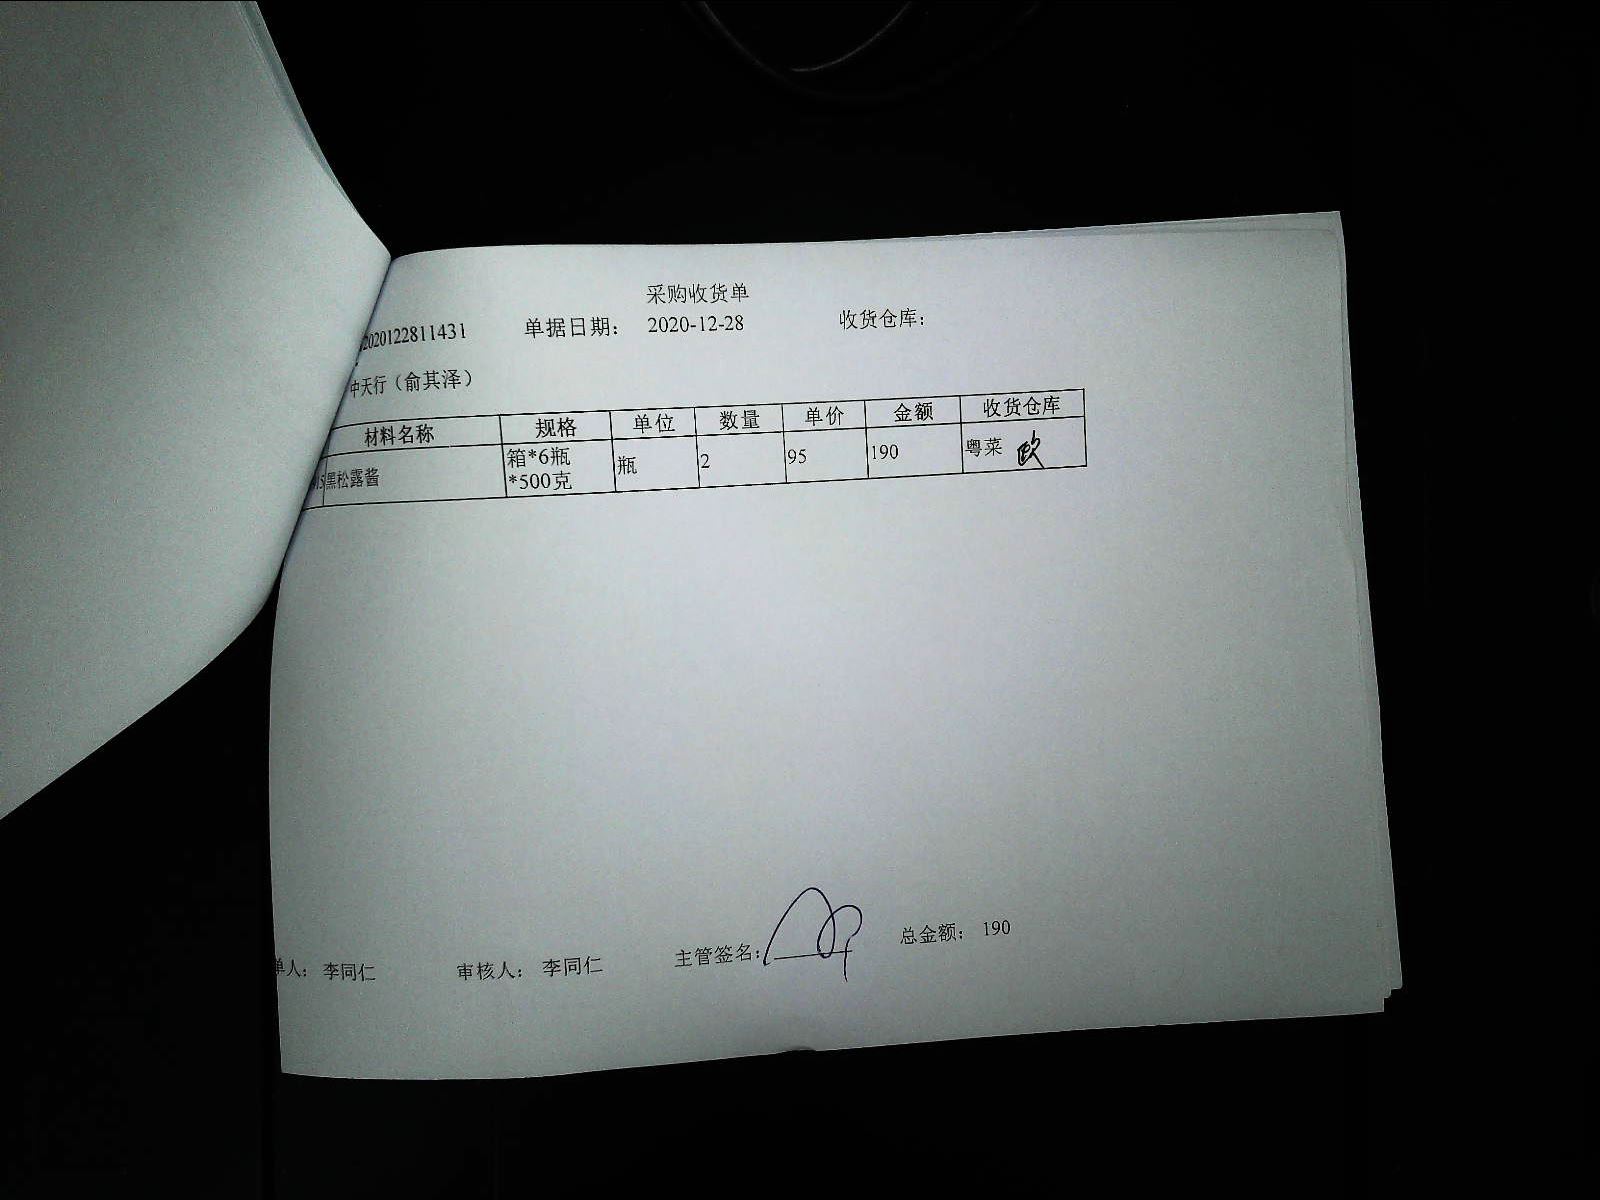 采购收货单
2020122811431 单据日期： 2020-12-28 收货仓库：
中天行（俞其泽）
材料名称 规格 单位 数量 单价 金额 收货仓库
黑松露酱 箱*6瓶 瓶 2 95 190 粤菜 欧
*500克
单人： 李同仁 审核人： 李同仁 主管签名： 总金额： 190